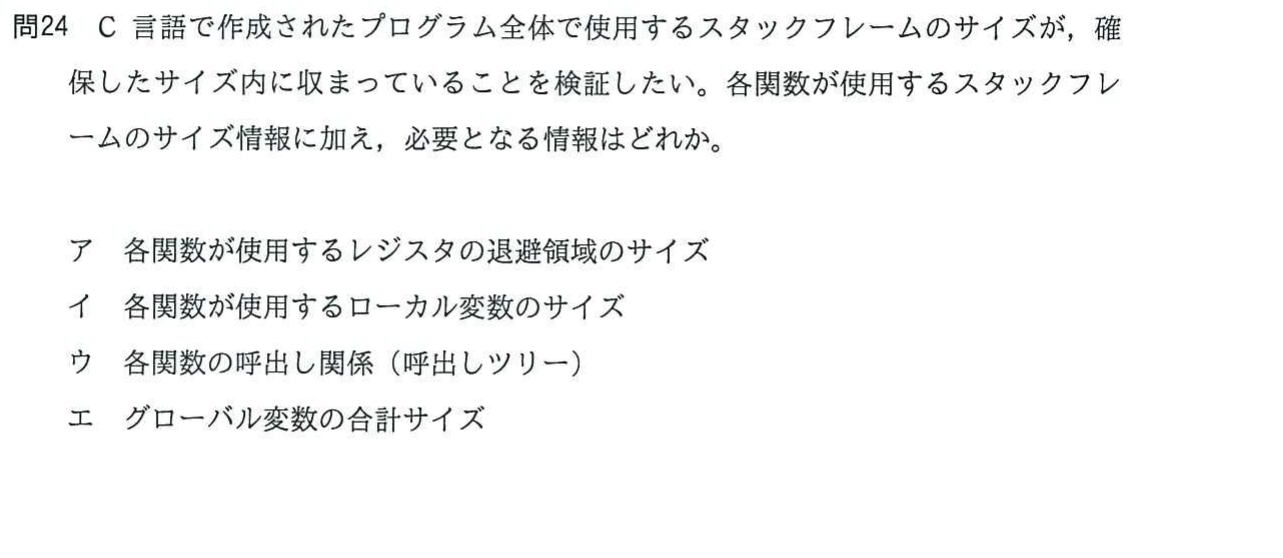 問24 C 言語で作成されたプログラム全体で使用するスタックフレームのサイズが，確
保したサイズ内に収まっていることを検証したい。各関数が使用するスタックフレ
ームのサイズ情報に加え，必要となる情報はどれか。
ア 各関数が使用するレジスタの退避領域のサイズ
イ 各関数が使用するローカル変数のサイズ
ウ 各関数の呼出し関係（呼出しツリー）
エ グローバル変数の合計サイズ